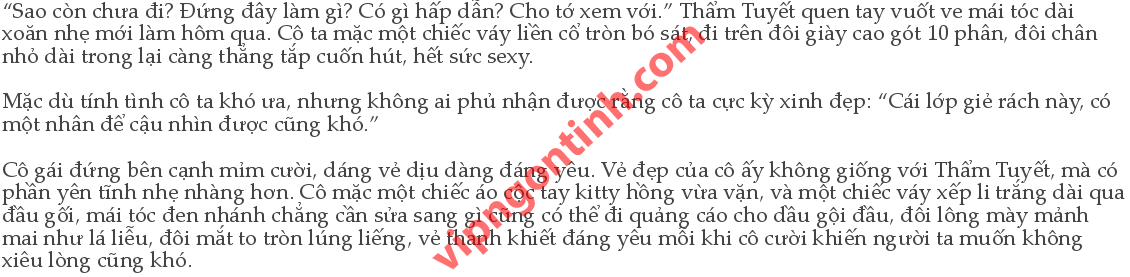 “Sao còn chưa đi? Đứng đây làm gì? Có gì hấp dẫn? Cho tớ xem với.” Thẩm Tuyết quen tay vuốt ve mái tóc dài
xoăn nhẹ mới làm hôm qua. Cô ta mặc một chiếc váy liền cổ tròn bó sát, đi trên đôi giày cao gót 10 phân, đôi chân
nhỏ dài trong lại càng thẳng tắp cuốn hút, hết sức sexy.
Mặc dù tính tình cô ta khó ưa, nhưng không ai phủ nhận được rằng cô ta cực kỳ xinh đẹp: “Cái lớp giẻ rách này, có
một nhân để cậu nhìn được cũng khó.”
Cô gái đứng bên cạnh mỉm cười, dáng vẻ dịu dàng đáng yêu. Vẻ đẹp của cô ấy không giống với Thẩm Tuyết, mà có
phần yên tĩnh nhẹ nhàng hơn. Cô mặc một chiếc áo cộc tay kitty hồng vừa vặn, và một chiếc váy xếp li trắng dài qua
đầu gối, mái tóc đen nhánh chẳng cần sửa sang gì cũng có thể đi quảng cáo cho dầu gội đầu, đôi lông mày mảnh
mai như lá liễu, đôi mắt to tròn lúng liếng, vẻ thanh khiết đáng yêu mỗi khi cô cười khiến người ta muốn không
xiêu lòng cũng khó.
vipngontinh.com